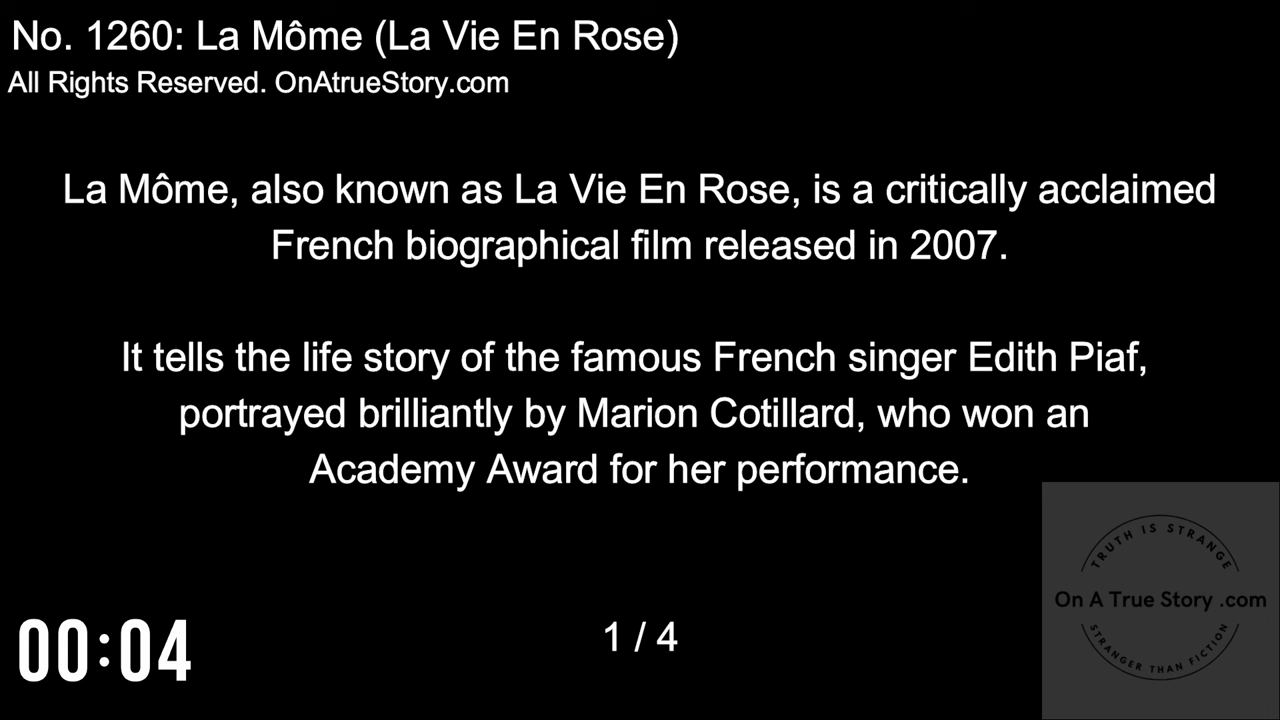 No. 1260: La Môme (La Vie En Rose)
All Rights Reserved. OnAtrueStory.com
La Môme, also known as La Vie En Rose, is a critically acclaimed
French biographical film released in 2007.
It tells the life story of the famous French singer Edith Piaf,
portrayed brilliantly by Marion Cotillard, who won an
Academy Award for her performance.
TRUTH IS STRANGE
On A True Story .com
STRANGER THAN FICTION
00:04
1 / 4